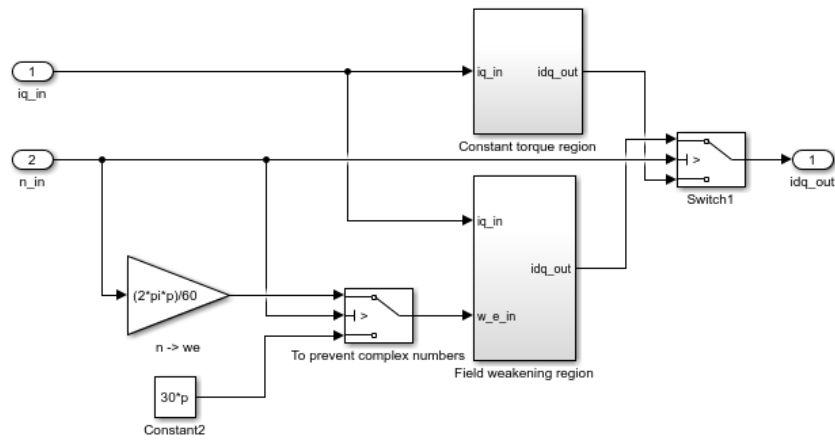 1
iq_in
2
n_in
iq_in
idq_out
Constant torque region
iq_in
idq_out
w_e_in
Field weakening region
(2*pi*p)/60
n -> we
>
To prevent complex numbers
30*p
Constant2
>
Switch1
1
idq_out